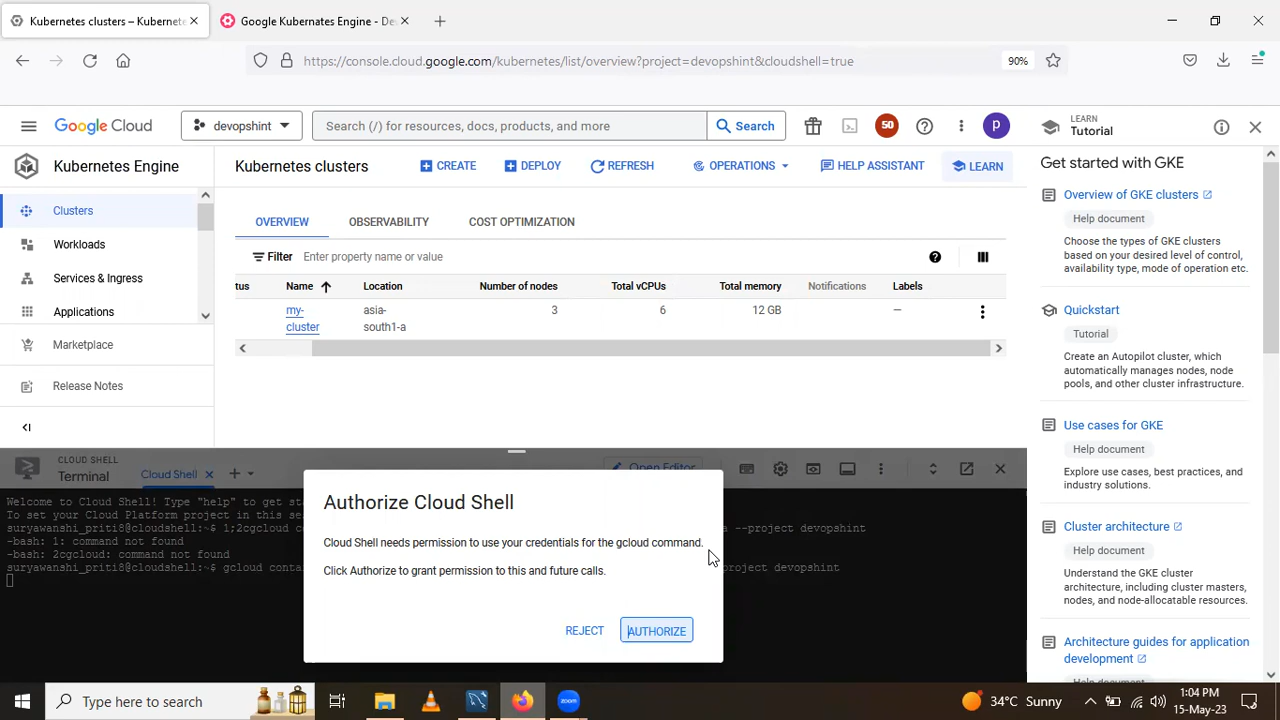 Kubernetes clusters – Kubernete
Google Kubernates Engine - De
https://console.cloud.google.com/kubernetes/list/overview?project=devopshint&cloudshell=true
90%
Google Cloud
devopshint
Search (/) for resources, docs, products, and more
Search
50
p
LEARN
Tutorial
Kubernetes Engine
Kubernetes clusters
CREATE
DEPLOY
REFRESH
OPERATIONS
HELP ASSISTANT
LEARN
Clusters
Workloads
Services & Ingress
Applications
Marketplace
Release Notes
OVERVIEW
OBSERVABILITY
COST OPTIMIZATION
Filter
Enter property name or value
tus
Name
Location
Number of nodes
Total vCPUs
Total memory
Notifications
Labels
my-
cluster
asia-
south1-a
3
6
12 GB
—
Get started with GKE
Overview of GKE clusters
Help document
Choose the types of GKE clusters
based on your desired level of control,
availability type, mode of operation etc.
Quickstart
Tutorial
Create an Autopilot cluster, which
automatically manages nodes, node
pools, and other cluster infrastructure.
Use cases for GKE
Help document
Explore use cases, best practices, and
industry solutions.
Cluster architecture
Help document
Understand the GKE cluster
architecture, including cluster masters,
nodes, and node-allocatable resources.
Architecture guides for application
development
CLOUD SHELL
Terminal
Cloud Shell
Open Editor
Welcome to Cloud Shell! Type "help" to get sta
To set your Cloud Platform project in this ses
suryawanshi_priti8@cloudshell:~$ 1;2cgcloud co
a --project devopshint
-bash: 1: command not found
-bash: 2cgcloud: command not found
suryawanshi_priti8@cloudshell:~$ gcloud contai
project devopshint
Authorize Cloud Shell
Cloud Shell needs permission to use your credentials for the gcloud command.
Click Authorize to grant permission to this and future calls.
REJECT
AUTHORIZE
Type here to search
zoom
34°C Sunny
1:04 PM
15-May-23